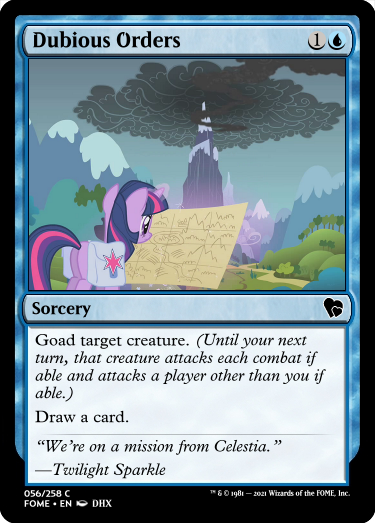 Dubious Orders 1
Sorcery
Goad target creature. (Until your next
turn, that creature attacks each combat if
able and attacks a player other than you if
able.)
Draw a card.
“We’re on a mission from Celestia.”
—Twilight Sparkle
056/258 C
FOME • EN DHX
™ & © 1981 — 2021 Wizards of the FOME, Inc.